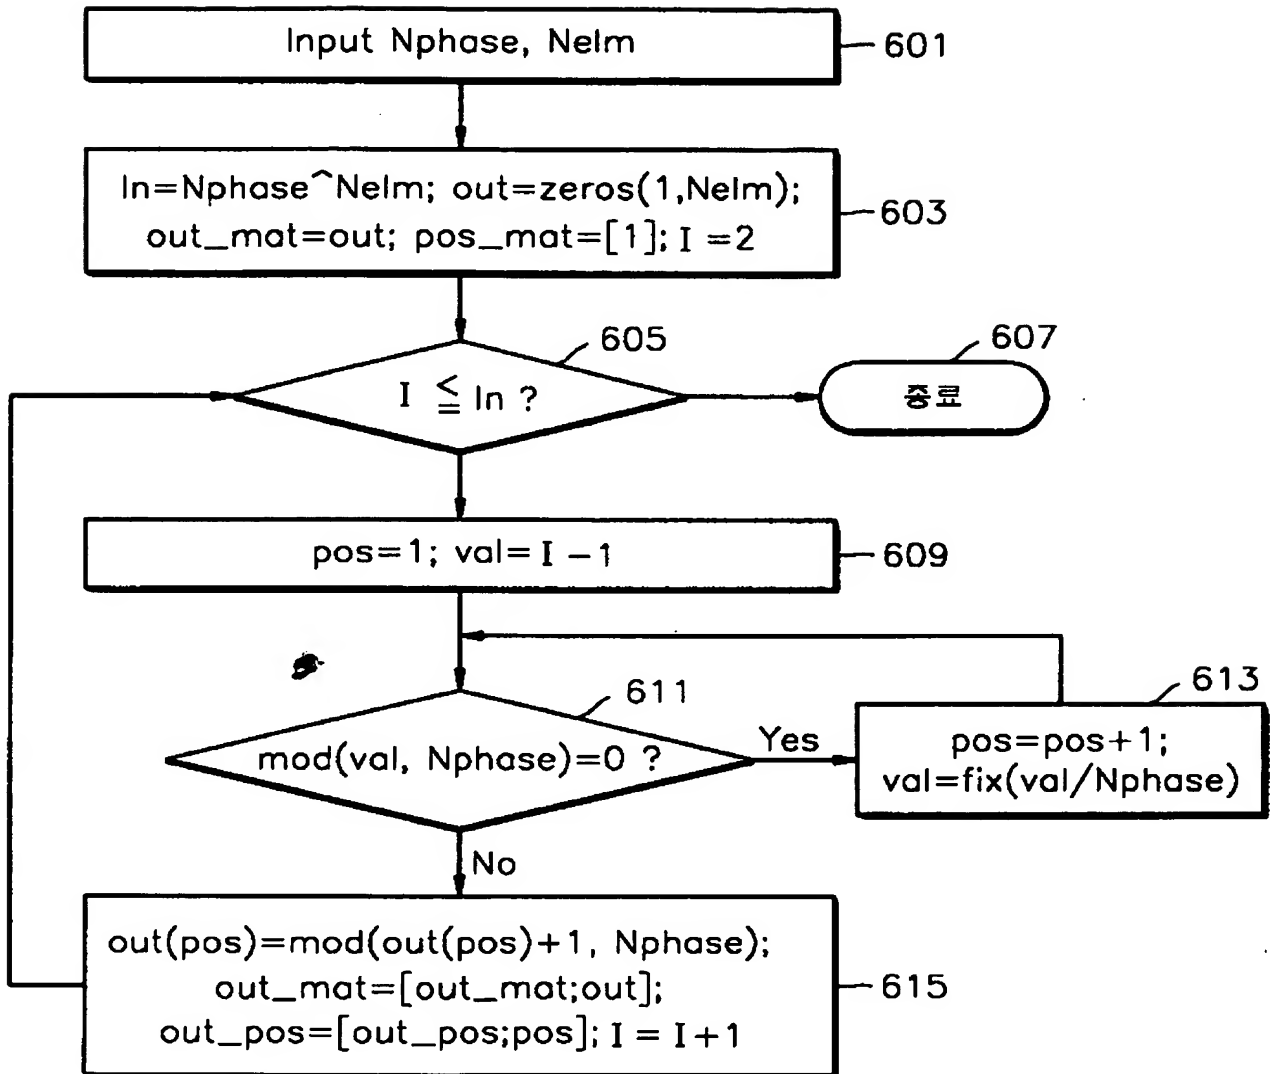 Input Nphase, Nelm
601
ln=Nphase^Nelm; out=zeros(1,Nelm);
out_mat=out; pos_mat=[1]; I =2
603
605
I ≦ ln ?
607
종료
pos=1; val= I -1
609
611
mod(val, Nphase)=0 ?
Yes
613
pos=pos+1;
val=fix(val/Nphase)
No
out(pos)=mod(out(pos)+1, Nphase);
out_mat=[out_mat;out];
out_pos=[out_pos;pos]; I = I+1
615